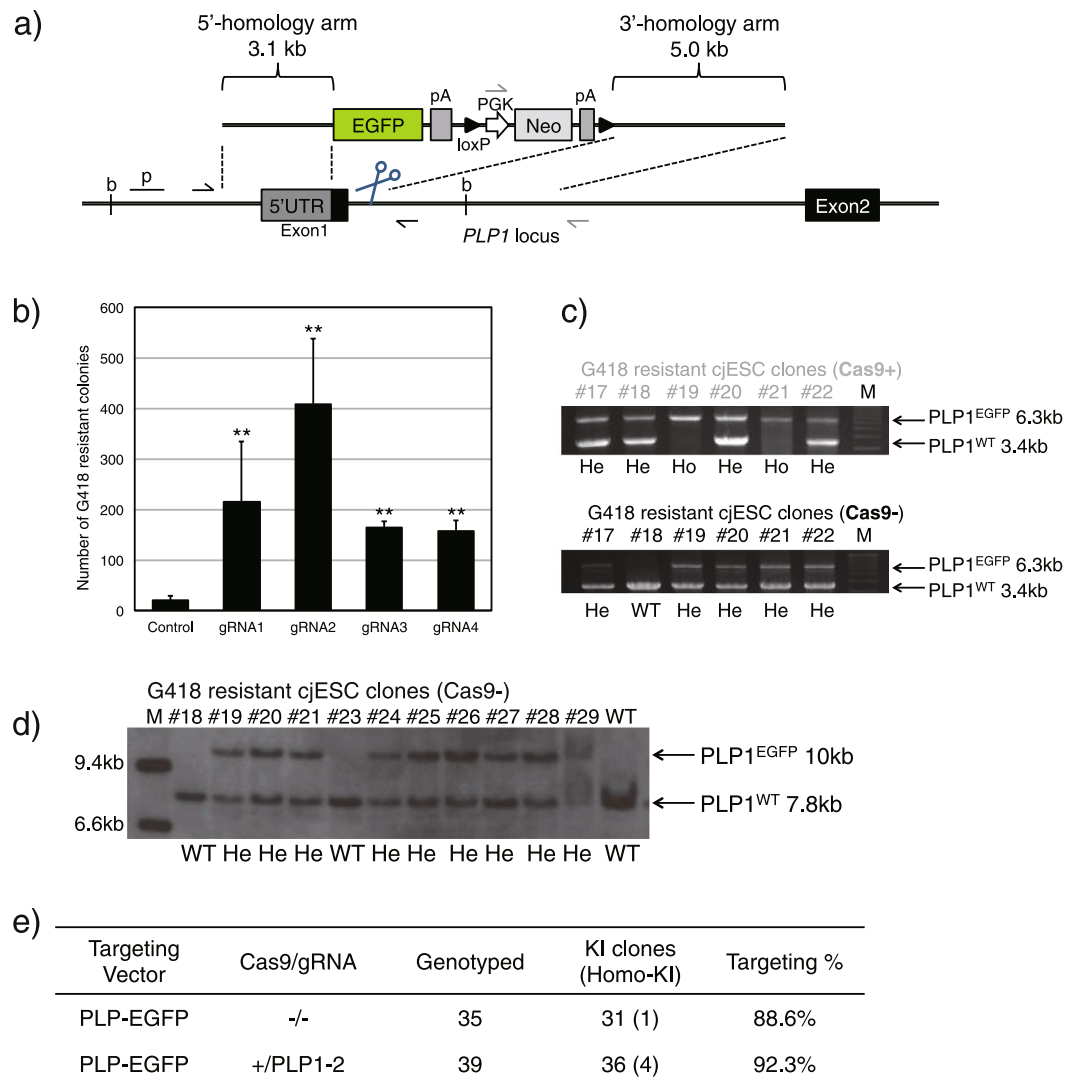 a)
5'-homology arm
3.1 kb
3'-homology arm
5.0 kb
EGFP
pA
loxP
PGK
Neo
pA
b
p
5'UTR
Exon1
b
PLP1 locus
Exon2
b)
Number of G418 resistant colonies
600
500
400
300
200
100
0
**
**
**
**
Control gRNA1 gRNA2 gRNA3 gRNA4
c)
G418 resistant cjESC clones (Cas9+)
#17 #18 #19 #20 #21 #22 M
PLP1EGFP 6.3kb
PLP1WT 3.4kb
He He Ho He Ho He
G418 resistant cjESC clones (Cas9-)
#17 #18 #19 #20 #21 #22 M
PLP1EGFP 6.3kb
PLP1WT 3.4kb
He WT He He He He
d)
G418 resistant cjESC clones (Cas9-)
M #18 #19 #20 #21 #23 #24 #25 #26 #27 #28 #29 WT
9.4kb
6.6kb
PLP1EGFP 10kb
PLP1WT 7.8kb
WT He He He WT He He He He He He WT
e)
Targeting Vector Cas9/gRNA Genotyped KI clones (Homo-KI) Targeting %
PLP-EGFP -/- 35 31 (1) 88.6%
PLP-EGFP +/PLP1-2 39 36 (4) 92.3%